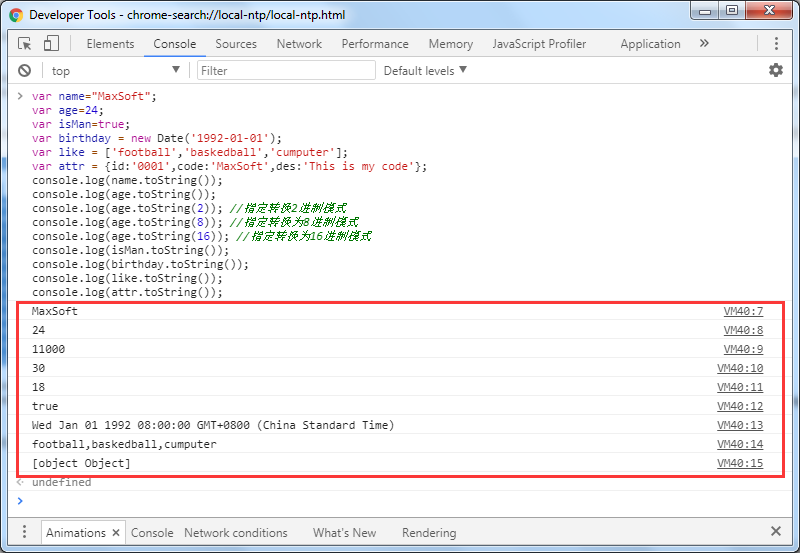 Developer Tools - chrome-search://local-ntp/local-ntp.html
Elements Console Sources Network Performance Memory JavaScript Profiler Application »
top ▼ Filter Default levels ▼
> var name="MaxSoft";
var age=24;
var isMan=true;
var birthday = new Date('1992-01-01');
var like = ['football','baskedball','cumputer'];
var attr = {id:'0001',code:'MaxSoft',des:'This is my code'};
console.log(name.toString());
console.log(age.toString());
console.log(age.toString(2)); //指定转换2进制模式
console.log(age.toString(8)); //指定转换为8进制模式
console.log(age.toString(16)); //指定转换为16进制模式
console.log(isMan.toString());
console.log(birthday.toString());
console.log(like.toString());
console.log(attr.toString());
MaxSoft VM40:7
24 VM40:8
11000 VM40:9
30 VM40:10
18 VM40:11
true VM40:12
Wed Jan 01 1992 08:00:00 GMT+0800 (China Standard Time) VM40:13
football,baskedball,cumputer VM40:14
[object Object] VM40:15
undefined
>
Animations × Console Network conditions What's New Rendering